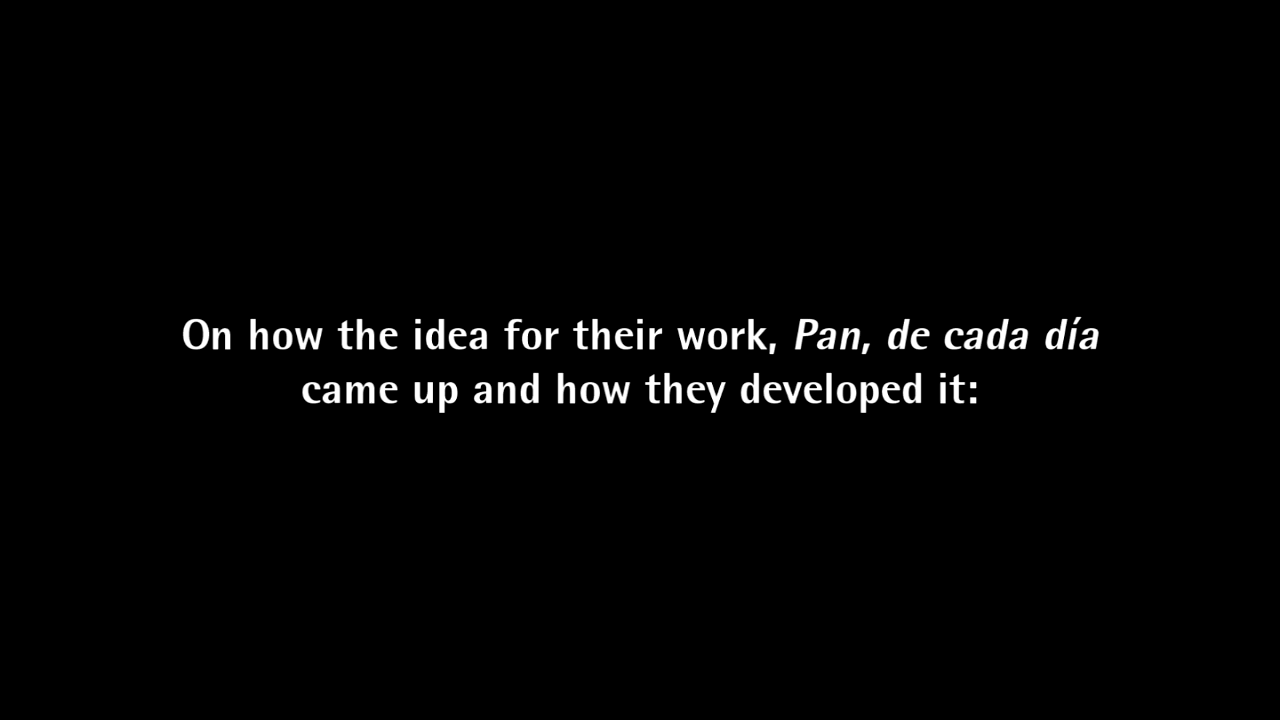 On how the idea for their work, Pan, de cada día
came up and how they developed it: